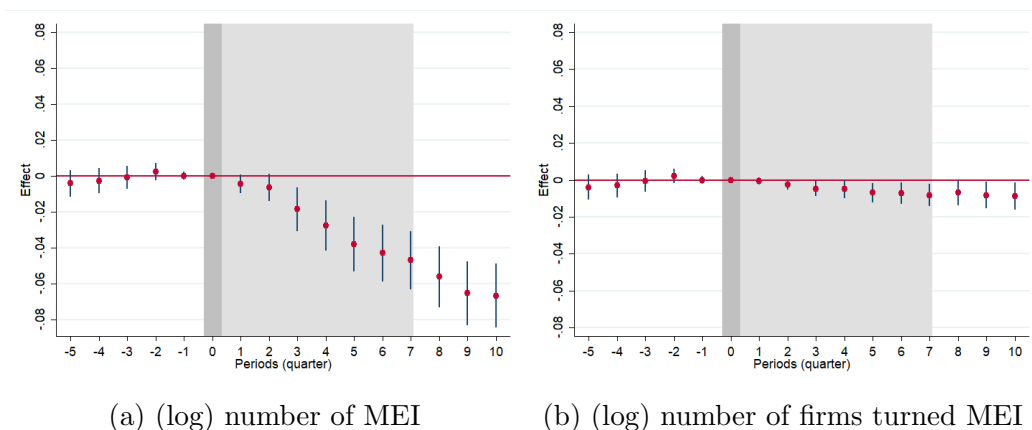 .08
.06
.04
.02
0
-.02
-.04
-.06
-.08
Effect
-5 -4 -3 -2 -1 0 1 2 3 4 5 6 7 8 9 10
Periods (quarter)
(a) (log) number of MEI
.08
.06
.04
.02
0
-.02
-.04
-.06
-.08
Effect
-5 -4 -3 -2 -1 0 1 2 3 4 5 6 7 8 9 10
Periods (quarter)
(b) (log) number of firms turned MEI